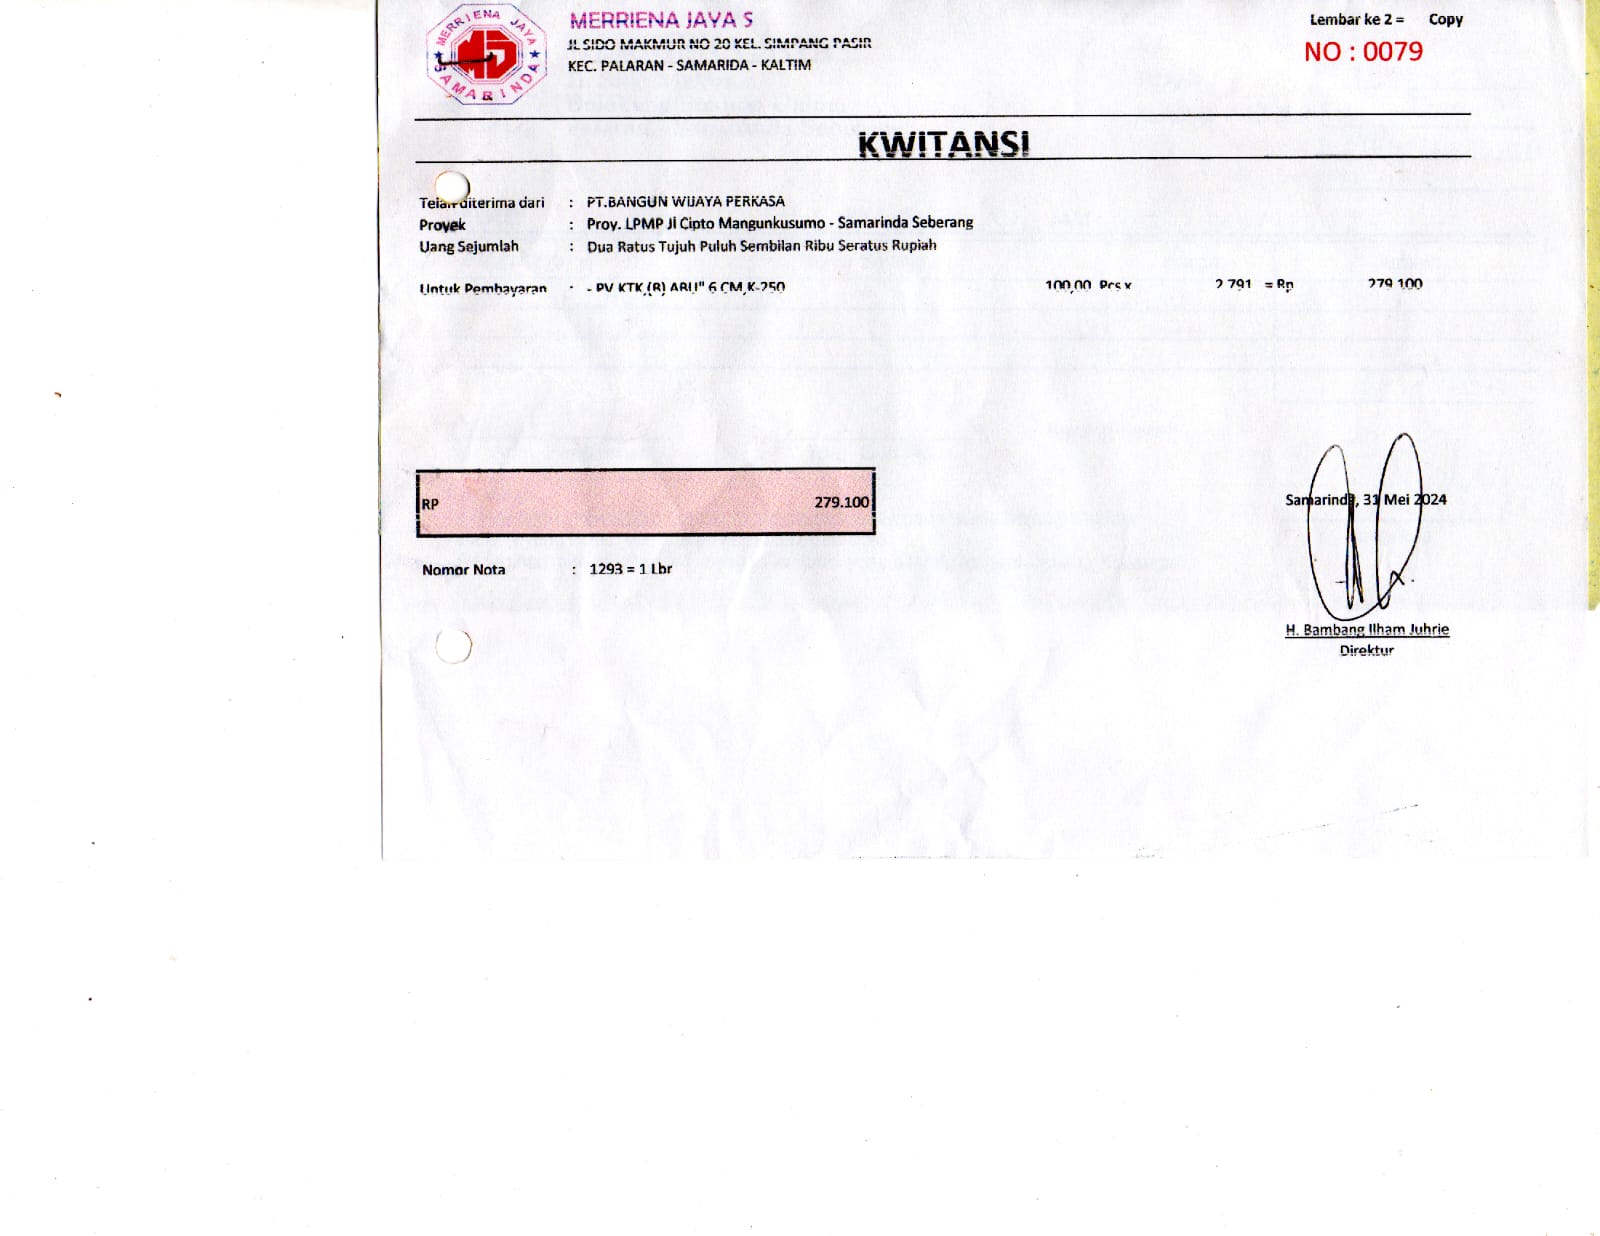 MERRIENA JAYA
MJ
SAMARINDA
MERRIENA JAYA S
JL SIDO MAKMUR NO 20 KEL. SIMPANG PASIR
KEC. PALARAN - SAMARIDA - KALTIM
Lembar ke 2 = Copy
NO : 0079
KWITANSI
Telah diterima dari : PT.BANGUN WIJAYA PERKASA
Proyek : Proy. LPMP Jl Cipto Mangunkusumo - Samarinda Seberang
Uang Sejumlah : Dua Ratus Tujuh Puluh Sembilan Ribu Seratus Rupiah
Untuk Pembayaran : - PV KTK (B) ABU" 6 CM K-250 100,00 Pcs x 2.791 = Rp 279.100
RP 279.100
Samarinda, 31 Mei 2024
Nomor Nota : 1293 = 1 Lbr
H. Bambang Ilham Juhrie
Direktur